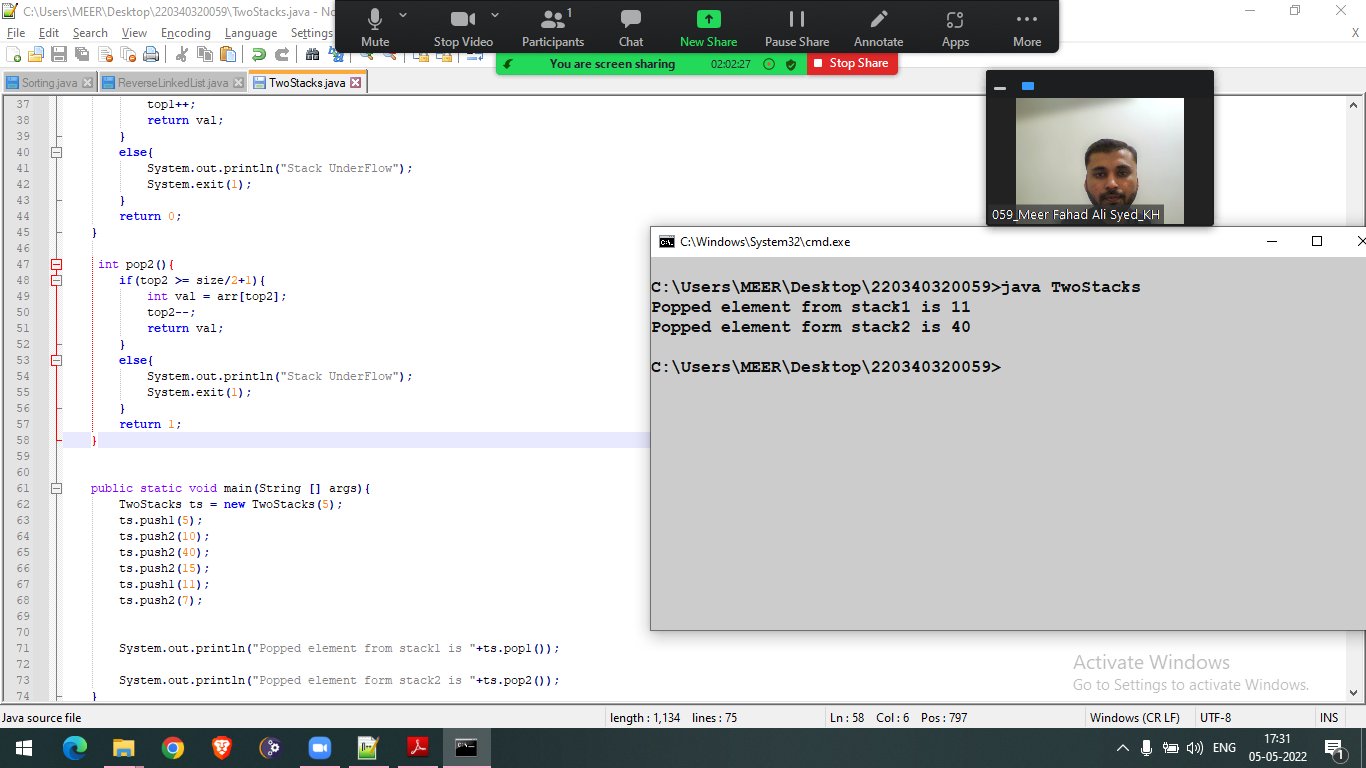 C:\Users\MEER\Desktop\220340320059\TwoStacks.java - No
File Edit Search View Encoding Language Settings
X
Mute
Stop Video
Participants 1
Chat
New Share
Pause Share
Annotate
Apps
More
You are screen sharing 02:02:27 Stop Share
Sorting.java ReverseLinkedList.java TwoStacks.java
37 top1++;
38 return val;
39 }
40 else{
41 System.out.println("Stack UnderFlow");
42 System.exit(1);
43 }
44 return 0;
45 }
46
47 int pop2(){
48 if(top2 >= size/2+1){
49 int val = arr[top2];
50 top2--;
51 return val;
52 }
53 else{
54 System.out.println("Stack UnderFlow");
55 System.exit(1);
56 }
57 return 1;
58 }
59
60
61 public static void main(String [] args){
62 TwoStacks ts = new TwoStacks(5);
63 ts.push1(5);
64 ts.push2(10);
65 ts.push2(40);
66 ts.push2(15);
67 ts.push1(11);
68 ts.push2(7);
69
70
71 System.out.println("Popped element from stack1 is "+ts.pop1());
72
73 System.out.println("Popped element form stack2 is "+ts.pop2());
74 }
059_Meer Fahad Ali Syed_KH
C:\Windows\System32\cmd.exe
C:\Users\MEER\Desktop\220340320059>java TwoStacks
Popped element from stack1 is 11
Popped element form stack2 is 40
C:\Users\MEER\Desktop\220340320059>
Activate Windows
Go to Settings to activate Windows.
Java source file length : 1,134 lines : 75 Ln : 58 Col : 6 Pos : 797 Windows (CR LF) UTF-8 INS
ENG
17:31
05-05-2022
1